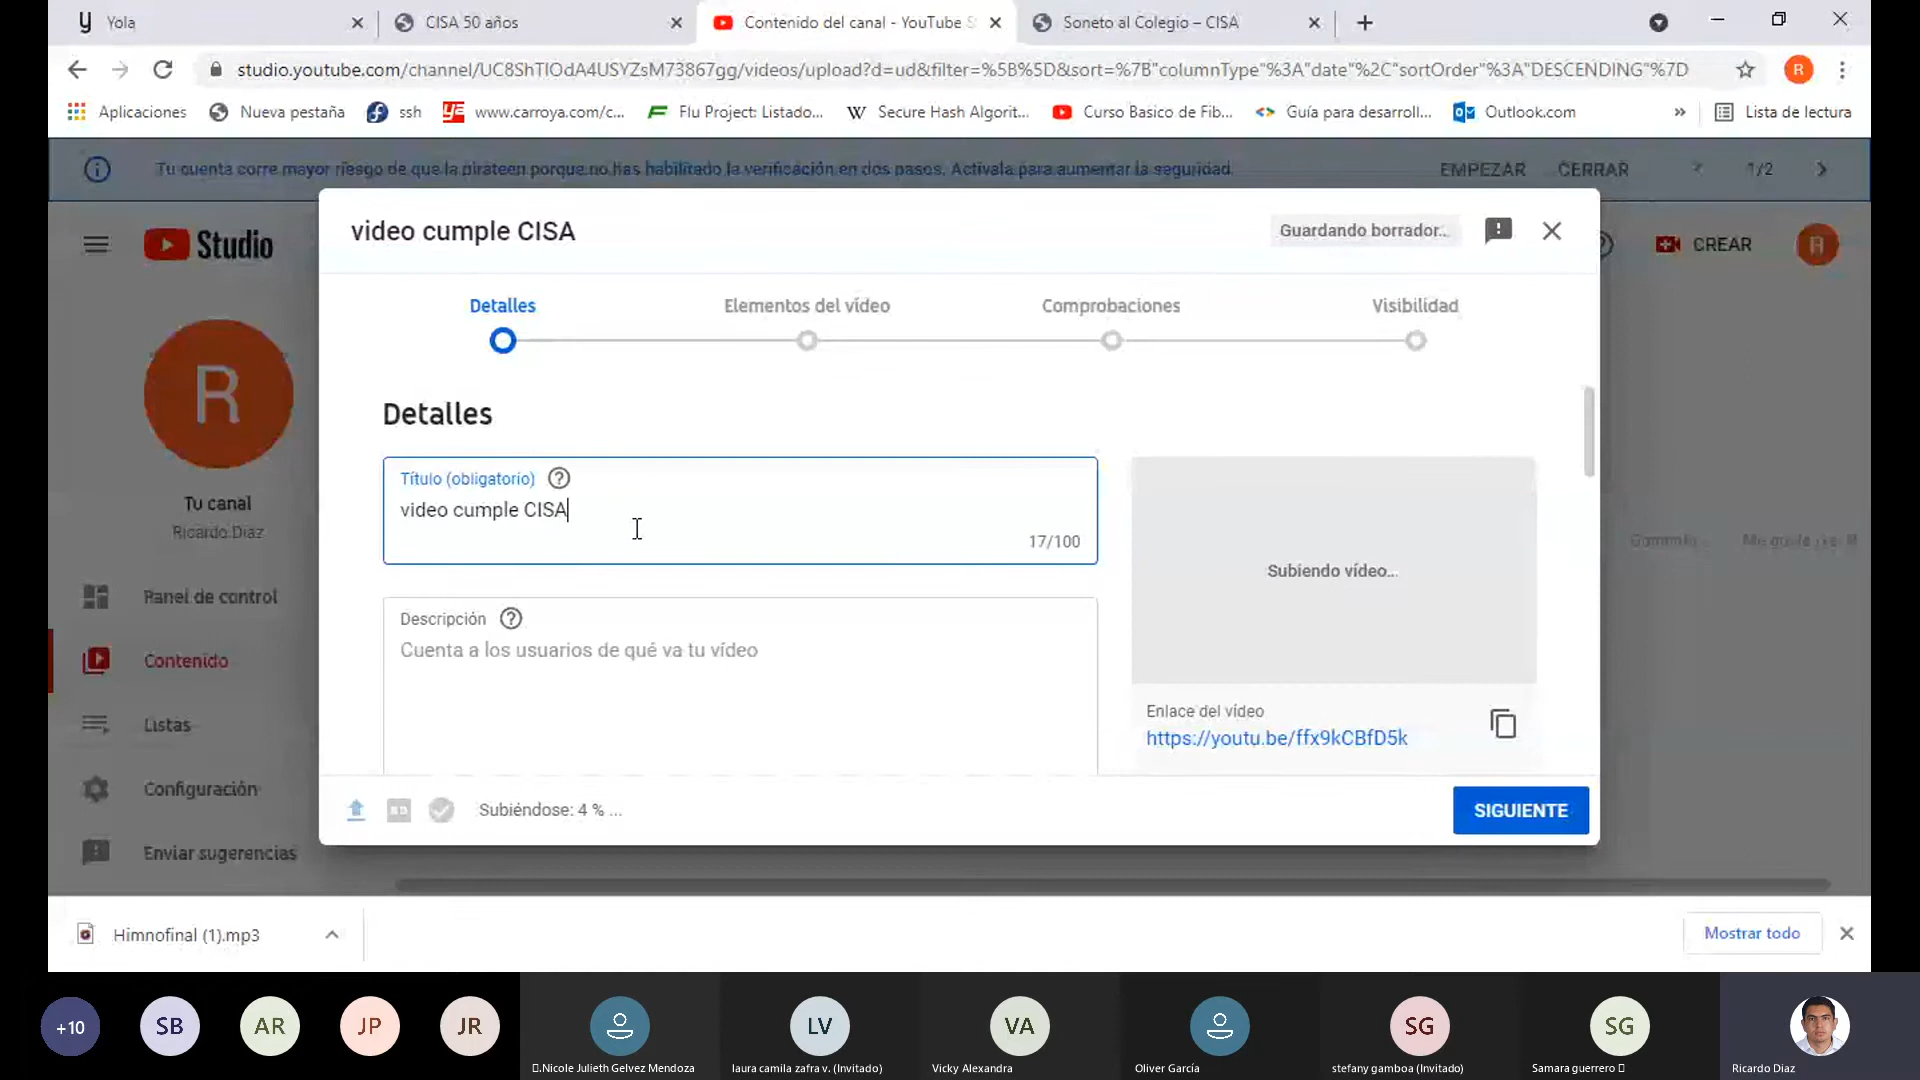 Yola
CISA 50 años
Contenido del canal - YouTube S
Soneto al Colegio – CISA
studio.youtube.com/channel/UC8ShTIOdA4USYZsM73867gg/videos/upload?d=ud&filter=%5B%5D&sort=%7B"columnType"%3A"date"%2C"sortOrder"%3A"DESCENDING"%7D
R
Aplicaciones
Nueva pestaña
ssh
www.carroya.com/c...
Flu Project: Listado...
Secure Hash Algorit...
Curso Basico de Fib...
Guía para desarroll...
Outlook.com
»
Lista de lectura
Tu cuenta corre mayor riesgo de que la pirateen porque no has habilitado la verificación en dos pasos. Actívala para aumentar la seguridad.
EMPEZAR
CERRAR
1/2
Studio
CREAR
R
video cumple CISA
Guardando borrador...
Detalles
Elementos del vídeo
Comprobaciones
Visibilidad
R
Tu canal
Ricardo Diaz
Panel de control
Contenido
Listas
Configuración
Enviar sugerencias
Detalles
Título (obligatorio)
video cumple CISA
17/100
Descripción
Cuenta a los usuarios de qué va tu vídeo
Subiendo vídeo...
Enlace del vídeo
https://youtu.be/ffx9kCBfD5k
Subiéndose: 4 % ...
SIGUIENTE
Himnofinal (1).mp3
Mostrar todo
+10
SB
AR
JP
JR
LV
VA
SG
SG
.Nicole Julieth Gelvez Mendoza
laura camila zafra v. (Invitado)
Vicky Alexandra
Oliver García
stefany gamboa (Invitado)
Samara guerrero
Ricardo Diaz